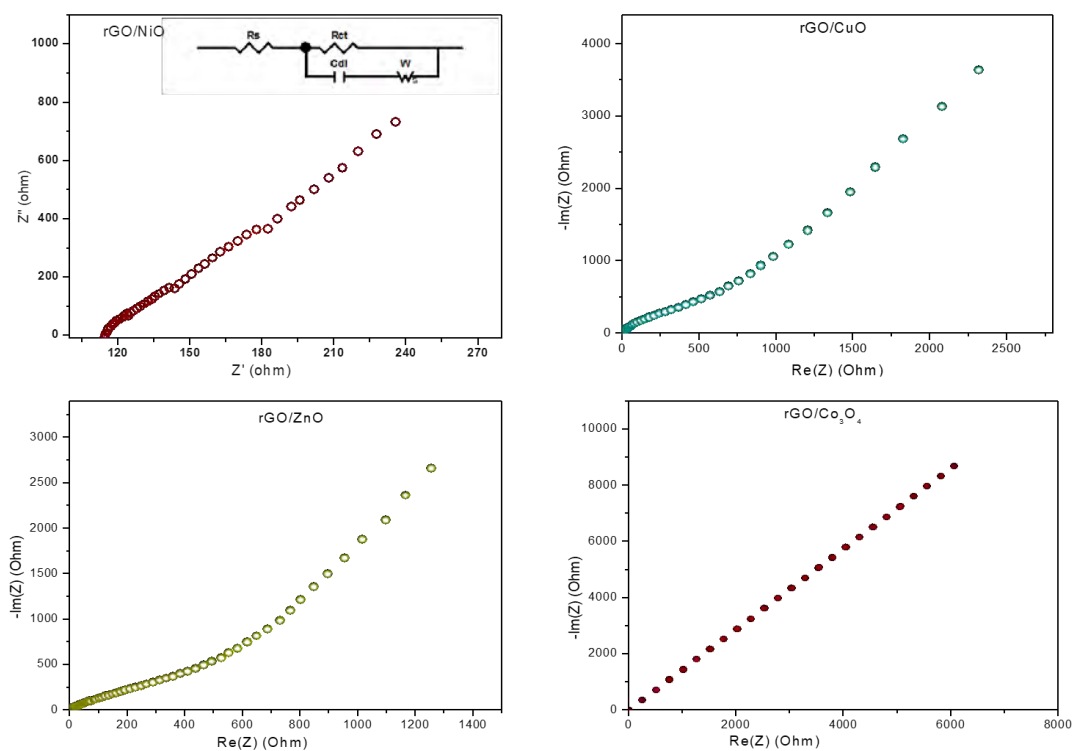 rGO/NiO
Rs
Rct
Cdl
W
1000
800
600
400
200
0
Z" (ohm)
120 150 180 210 240 270
Z' (ohm)
rGO/CuO
4000
3000
2000
1000
0
-Im(Z) (Ohm)
0 500 1000 1500 2000 2500
Re(Z) (Ohm)
rGO/ZnO
3000
2500
2000
1500
1000
500
0
-Im(Z) (Ohm)
0 200 400 600 800 1000 1200 1400
Re(Z) (Ohm)
rGO/Co₃O₄
10000
8000
6000
4000
2000
0
-Im(Z) (Ohm)
0 2000 4000 6000 8000
Re(Z) (Ohm)